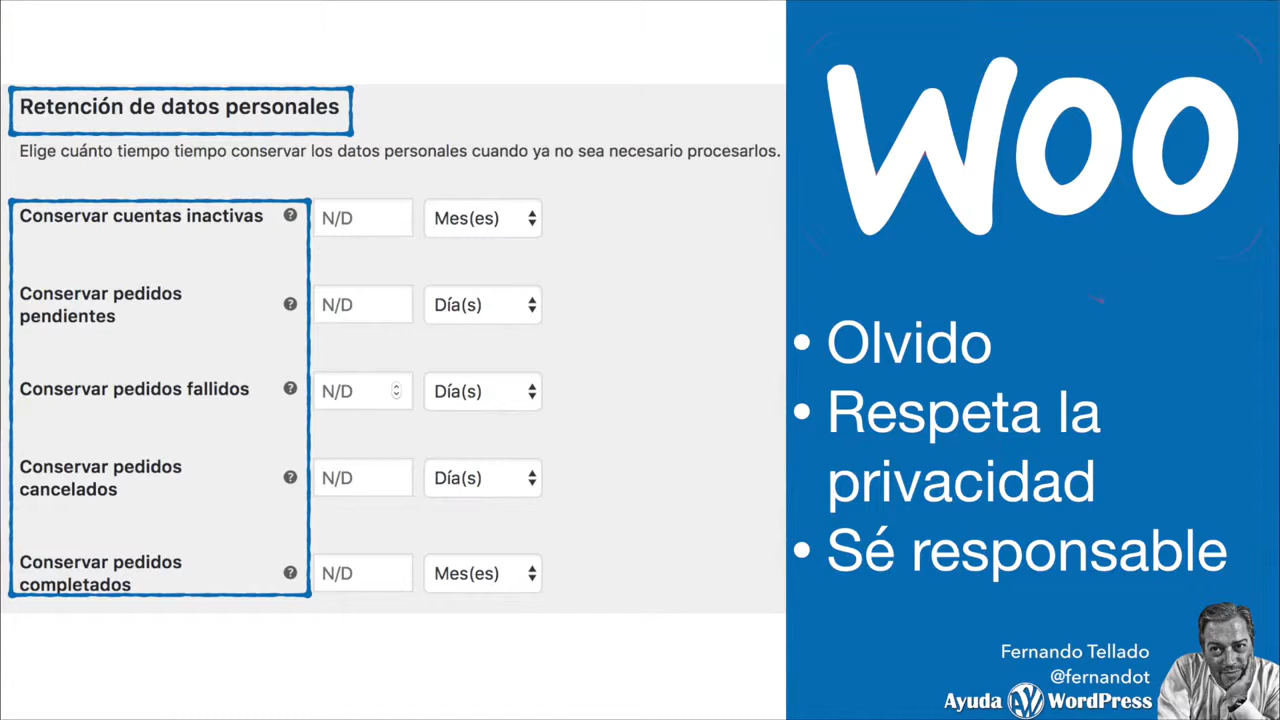 Retención de datos personales
Elige cuánto tiempo tiempo conservar los datos personales cuando ya no sea necesario procesarlos.
Conservar cuentas inactivas ? N/D Mes(es)
Conservar pedidos
pendientes ? N/D Día(s)
Conservar pedidos fallidos ? N/D Día(s)
Conservar pedidos
cancelados ? N/D Día(s)
Conservar pedidos
completados ? N/D Mes(es)
WOO
• Olvido
• Respeta la
privacidad
• Sé responsable
Fernando Tellado
@fernandot
Ayuda AW WordPress